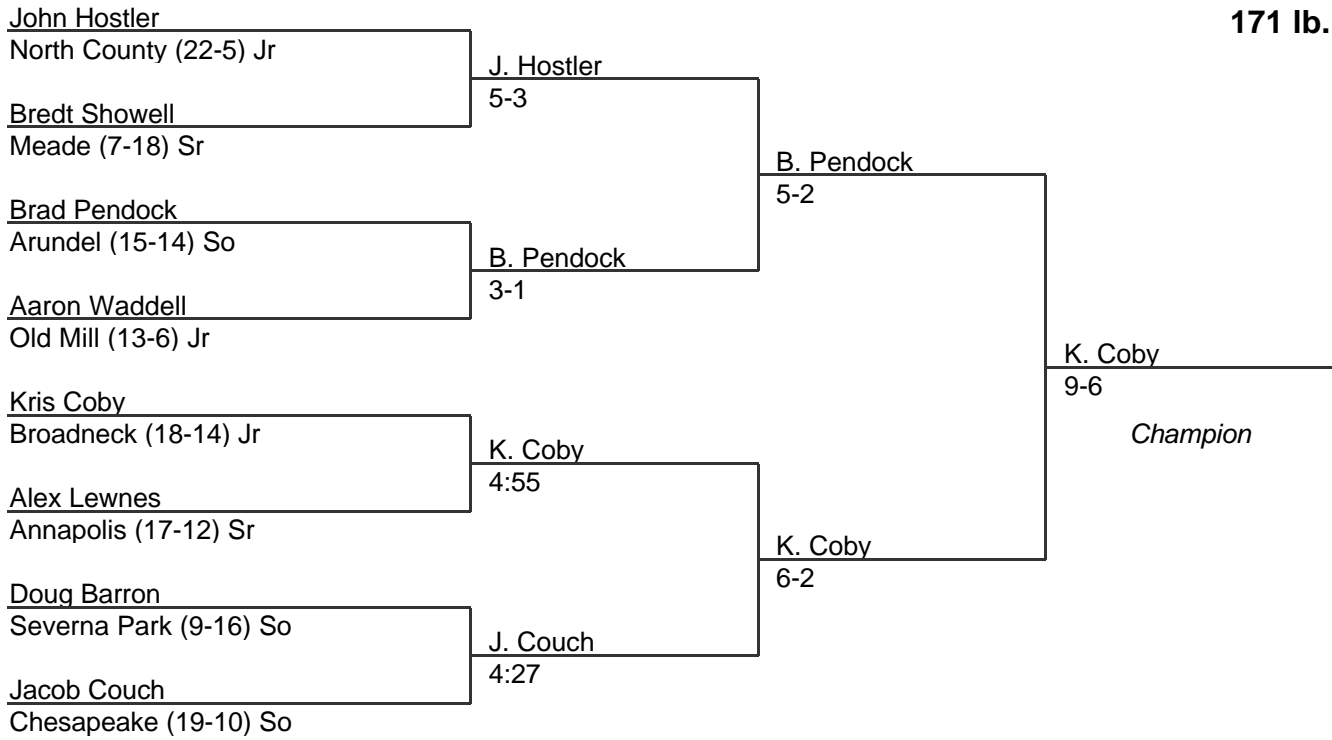 171 lb.
John Hostler
North County (22-5) Jr
Bredt Showell
Meade (7-18) Sr
Brad Pendock
Arundel (15-14) So
Aaron Waddell
Old Mill (13-6) Jr
Kris Coby
Broadneck (18-14) Jr
Alex Lewnes
Annapolis (17-12) Sr
Doug Barron
Severna Park (9-16) So
Jacob Couch
Chesapeake (19-10) So
J. Hostler
5-3
B. Pendock
3-1
K. Coby
4:55
J. Couch
4:27
B. Pendock
5-2
K. Coby
6-2
K. Coby
9-6
Champion